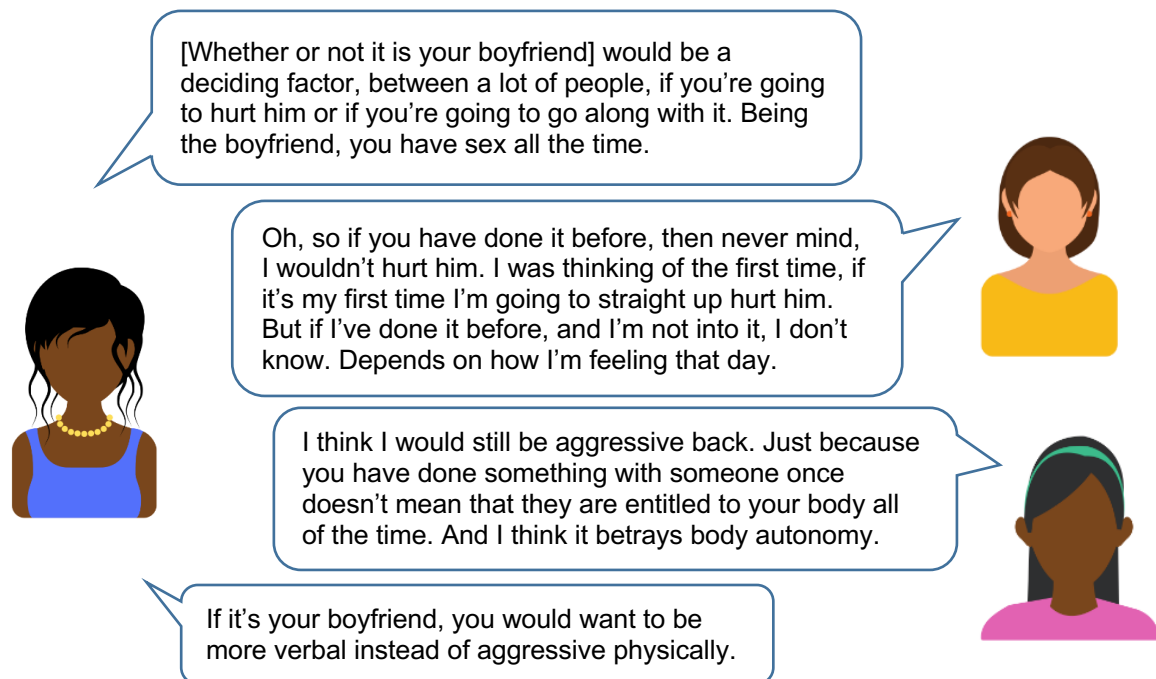 [Whether or not it is your boyfriend] would be a
deciding factor, between a lot of people, if you’re going
to hurt him or if you’re going to go along with it. Being
the boyfriend, you have sex all the time.
Oh, so if you have done it before, then never mind,
I wouldn’t hurt him. I was thinking of the first time, if
it’s my first time I’m going to straight up hurt him.
But if I’ve done it before, and I’m not into it, I don’t
know. Depends on how I’m feeling that day.
I think I would still be aggressive back. Just because
you have done something with someone once
doesn’t mean that they are entitled to your body all
of the time. And I think it betrays body autonomy.
If it’s your boyfriend, you would want to be
more verbal instead of aggressive physically.